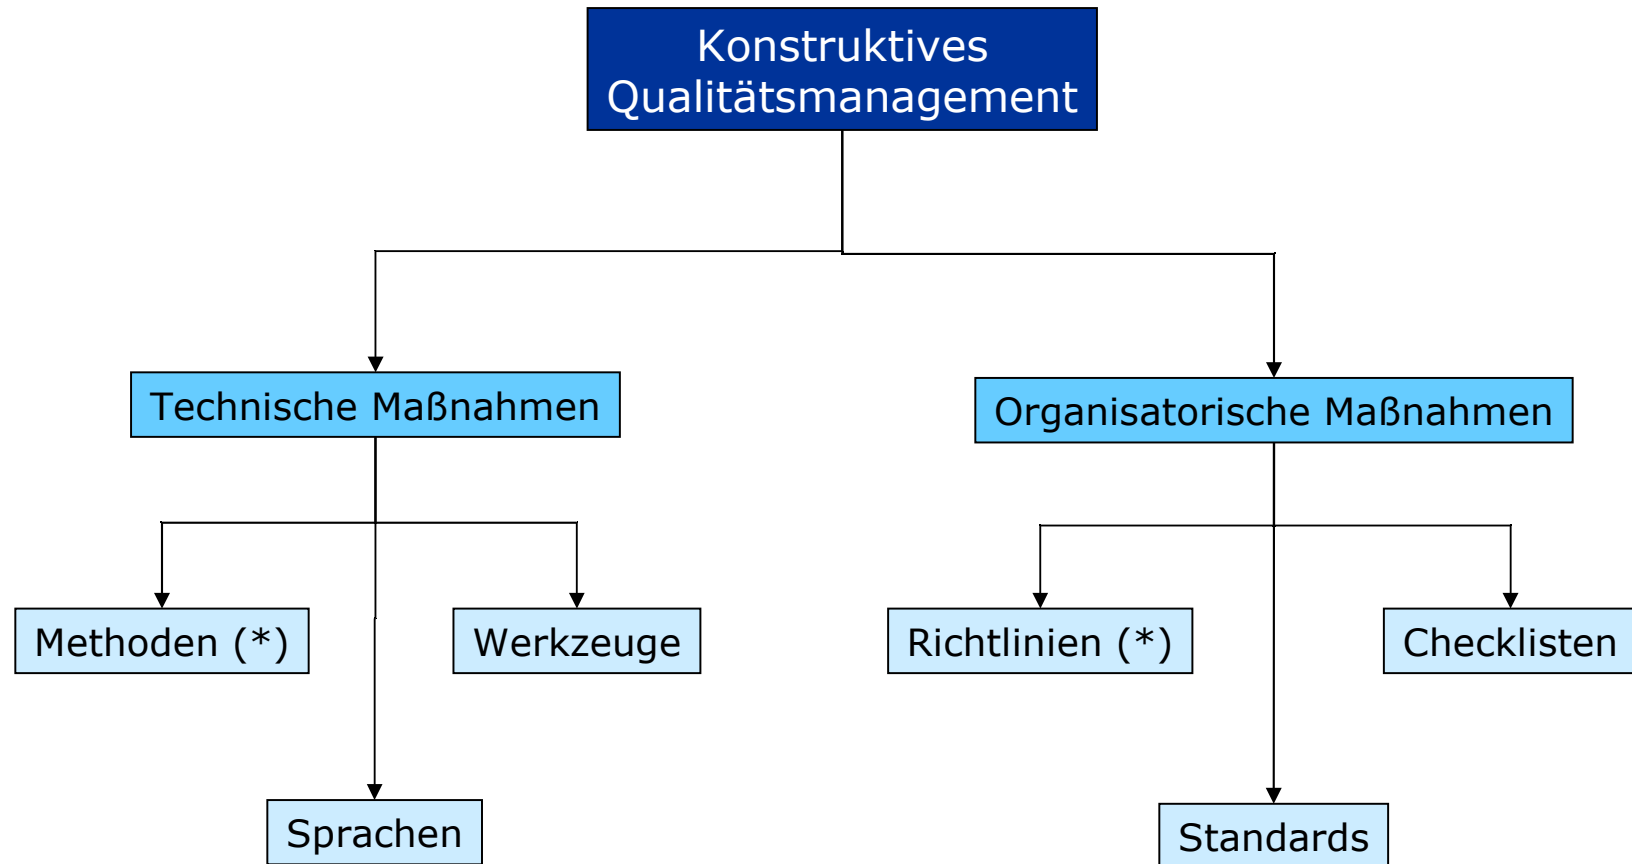 Konstruktives
Qualitätsmanagement
Technische Maßnahmen
Organisatorische Maßnahmen
Methoden (*)
Werkzeuge
Richtlinien (*)
Checklisten
Sprachen
Standards